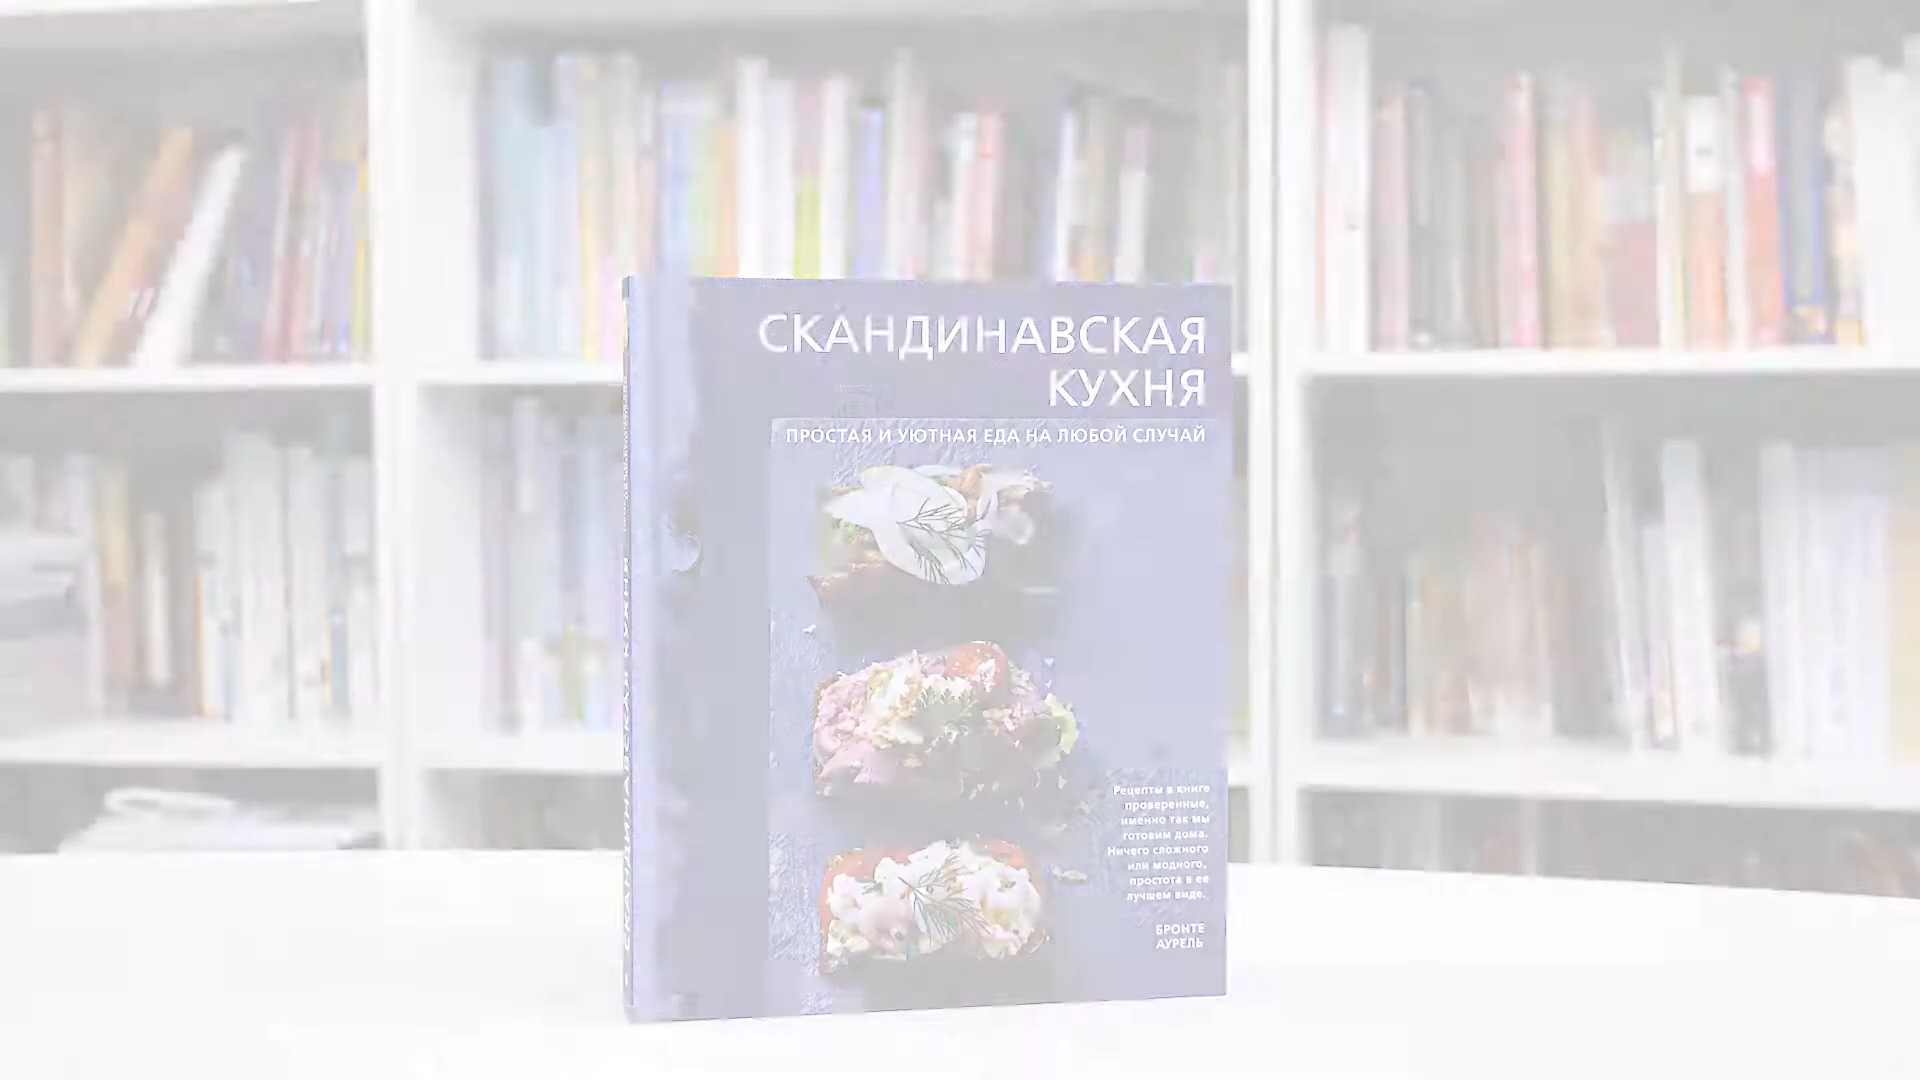 СКАНДИНАВСКАЯ
КУХНЯ
ПРОСТАЯ И УЮТНАЯ ЕДА НА ЛЮБОЙ СЛУЧАЙ
Рецепты в книге
проверенные,
именно так мы
готовим дома.
Ничего сложного
или модного,
простота в ее
лучшем виде.
БРОНТЕ
АУРЕЛЬ
СКАНДИНАВСКАЯ КУХНЯ